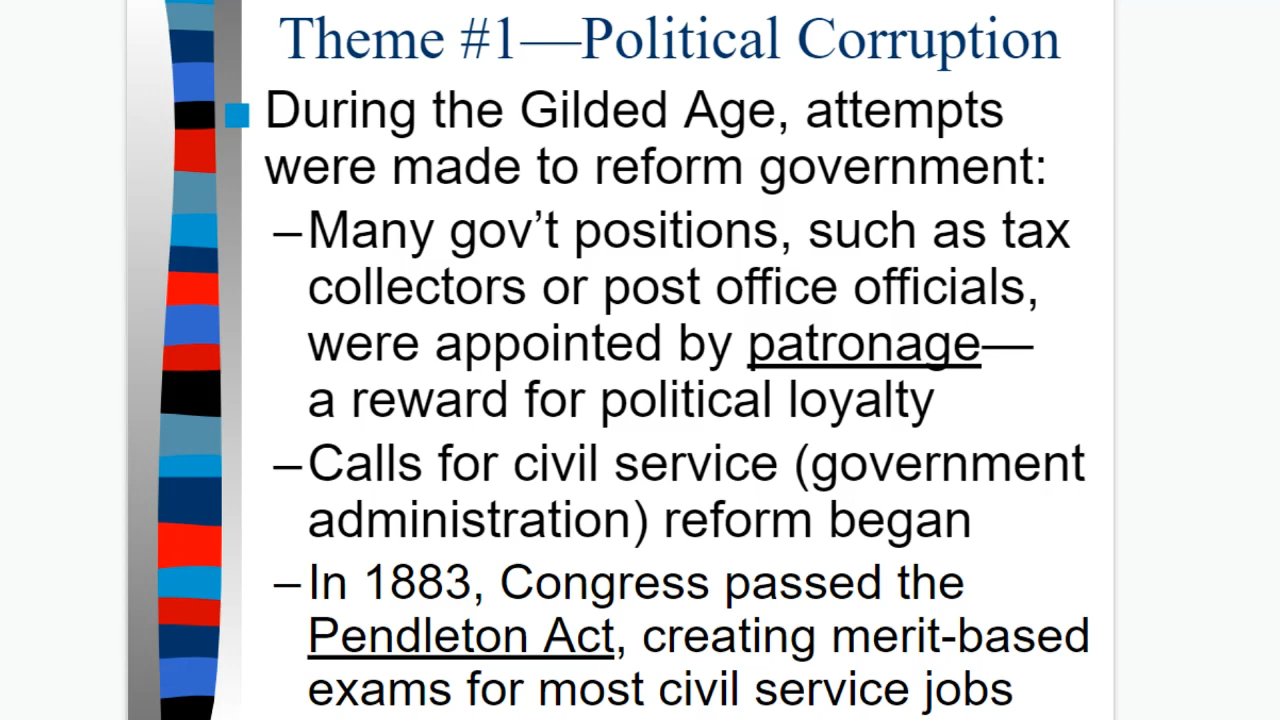 Theme #1—Political Corruption
During the Gilded Age, attempts
were made to reform government:
–Many gov’t positions, such as tax
collectors or post office officials,
were appointed by patronage—
a reward for political loyalty
–Calls for civil service (government
administration) reform began
–In 1883, Congress passed the
Pendleton Act, creating merit-based
exams for most civil service jobs